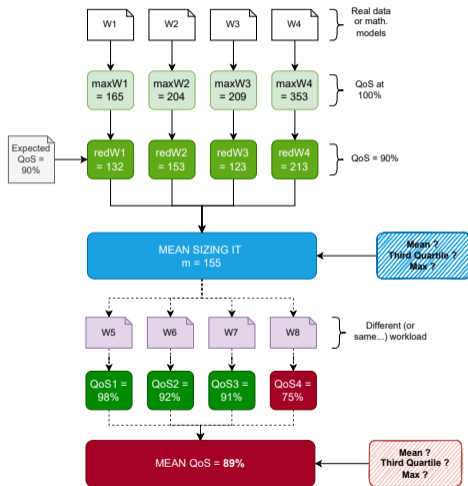 W1
W2
W3
W4
Real data
or math.
models
maxW1
= 165
maxW2
= 204
maxW3
= 209
maxW4
= 353
QoS at
100%
Expected
QoS =
90%
redW1
= 132
redW2
= 153
redW3
= 123
redW4
= 213
QoS = 90%
MEAN SIZING IT
m = 155
Mean ?
Third Quartile ?
Max ?
W5
W6
W7
W8
Different (or
same...) workload
QoS1 =
98%
QoS2 =
92%
QoS3 =
91%
QoS4 =
75%
MEAN QoS = 89%
Mean ?
Third Quartile ?
Max ?